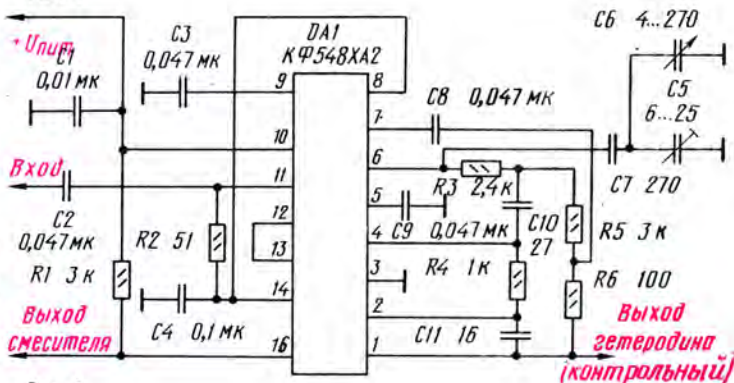 + Uпит
C1
0,01 мк
C3
0,047 мк
DA1
КФ548ХА2
9
10
11
12
13
14
16
8
7
6
5
4
3
2
1
Вход
C2
0,047 мк
R1 3 к
R2 51
C4 0,1 мк
Выход
смесителя
C8 0,047 мк
C6 4...270
C5
6...25
C7 270
R3 2,4 к
C9 0,047 мк
C10
27
R4 1 к
R5 3 к
R6 100
C11 16
Выход
гетеродина
(контрольный)